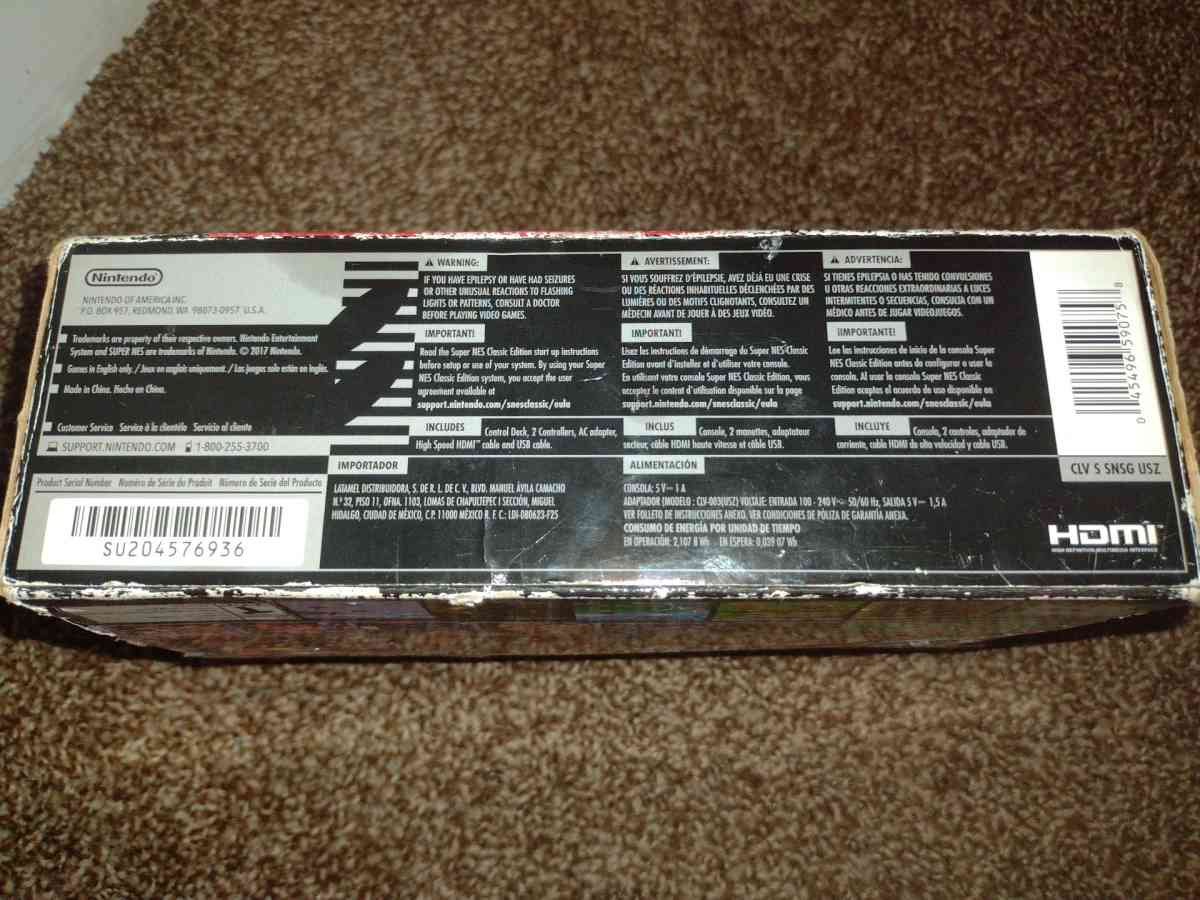 Nintendo
NINTENDO OF AMERICA INC.
P.O. BOX 957, REDMOND, WA 98073-0957 U.S.A.
Trademarks are property of their respective owners. Nintendo Entertainment
System and SUPER NES are trademarks of Nintendo. © 2017 Nintendo.
Games in English only. / Jeux en anglais uniquement. / Los juegos solo están en inglés.
Made in China. Hecho en China.
Customer Service Service à la clientèle Servicio al cliente
SUPPORT.NINTENDO.COM 1-800-255-3700
Product Serial Number Numéro de Série du Produit Número de Serie del Producto
SU204576936
WARNING:
IF YOU HAVE EPILEPSY OR HAVE HAD SEIZURES
OR OTHER UNUSUAL REACTIONS TO FLASHING
LIGHTS OR PATTERNS, CONSULT A DOCTOR
BEFORE PLAYING VIDEO GAMES.
IMPORTANT!
Read the Super NES Classic Edition start up instructions
before setup or use of your system. By using your Super
NES Classic Edition system, you accept the user
agreement available at
support.nintendo.com/snesclassic/eula
INCLUDES Control Deck, 2 Controllers, AC adapter,
High Speed HDMI™ cable and USB cable.
AVERTISSEMENT:
SI VOUS SOUFFREZ D'ÉPILEPSIE, AVEZ DÉJÀ EU UNE CRISE
OU DES RÉACTIONS INHABITUELLES DÉCLENCHÉES PAR DES
LUMIÈRES OU DES MOTIFS CLIGNOTANTS, CONSULTEZ UN
MÉDECIN AVANT DE JOUER À DES JEUX VIDÉO.
IMPORTANT!
Lisez les instructions de démarrage du Super NES Classic
Edition avant d'installer et d'utiliser votre console.
En utilisant votre console Super NES Classic Edition, vous
acceptez le contrat d'utilisation disponible sur la page
support.nintendo.com/snesclassic/eula
INCLUS Console, 2 manettes, adaptateur
secteur, câble HDMI haute vitesse et câble USB.
ADVERTENCIA:
SI TIENES EPILEPSIA O HAS TENIDO CONVULSIONES
U OTRAS REACCIONES EXTRAORDINARIAS A LUCES
INTERMITENTES O SECUENCIAS, CONSULTA CON UN
MÉDICO ANTES DE JUGAR VIDEOJUEGOS.
¡IMPORTANTE!
Lee las instrucciones de inicio de la consola Super
NES Classic Edition antes de configurar o usar la
consola. Al usar la consola Super NES Classic
Edition aceptas el acuerdo de uso disponible en
support.nintendo.com/snesclassic/eula
INCLUYE Consola, 2 controles, adaptador de
corriente, cable HDMI de alta velocidad y cable USB.
IMPORTADOR
LATAMEL DISTRIBUIDORA, S. DE R. L. DE C. V., BLVD. MANUEL ÁVILA CAMACHO
N.º 32, PISO 11, OFNA. 1103, LOMAS DE CHAPULTEPEC I SECCIÓN, MIGUEL
HIDALGO, CIUDAD DE MÉXICO, C.P. 11000 MÉXICO R. F. C.: LDI-080623-F25
ALIMENTACIÓN
CONSOLA: 5 V⎓ 1 A
ADAPTADOR (MODELO: CLV-003(USZ) VOLTAJE: ENTRADA 100 - 240 V~ 50/60 Hz, SALIDA 5 V⎓ 1,5 A
VER FOLLETO DE INSTRUCCIONES ANEXO. VER CONDICIONES DE PÓLIZA DE GARANTÍA ANEXA.
CONSUMO DE ENERGÍA POR UNIDAD DE TIEMPO
EN OPERACIÓN: 2,107 8 Wh EN ESPERA: 0,039 07 Wh
0 45496 59075 8
CLV S SNSG USZ
HDMI™
HIGH-DEFINITION MULTIMEDIA INTERFACE